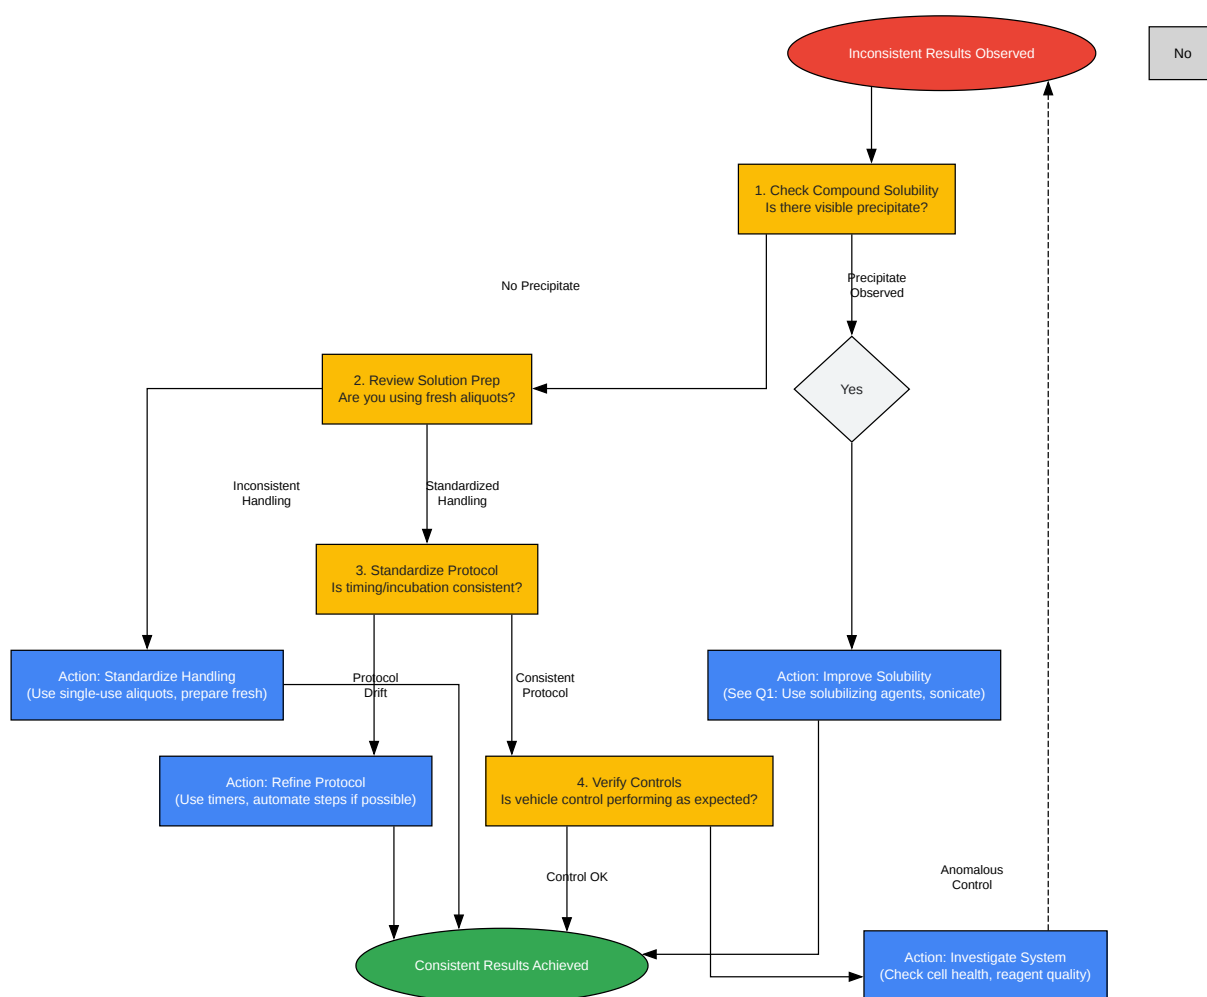 Inconsistent Results Observed
No
1. Check Compound Solubility
Is there visible precipitate?
No Precipitate
Precipitate
Observed
2. Review Solution Prep
Are you using fresh aliquots?
Yes
Inconsistent
Handling
Standardized
Handling
3. Standardize Protocol
Is timing/incubation consistent?
Action: Standardize Handling
(Use single-use aliquots, prepare fresh)
Protocol
Drift
Consistent
Protocol
Action: Improve Solubility
(See Q1: Use solubilizing agents, sonicate)
Action: Refine Protocol
(Use timers, automate steps if possible)
4. Verify Controls
Is vehicle control performing as expected?
Control OK
Anomalous
Control
Consistent Results Achieved
Action: Investigate System
(Check cell health, reagent quality)